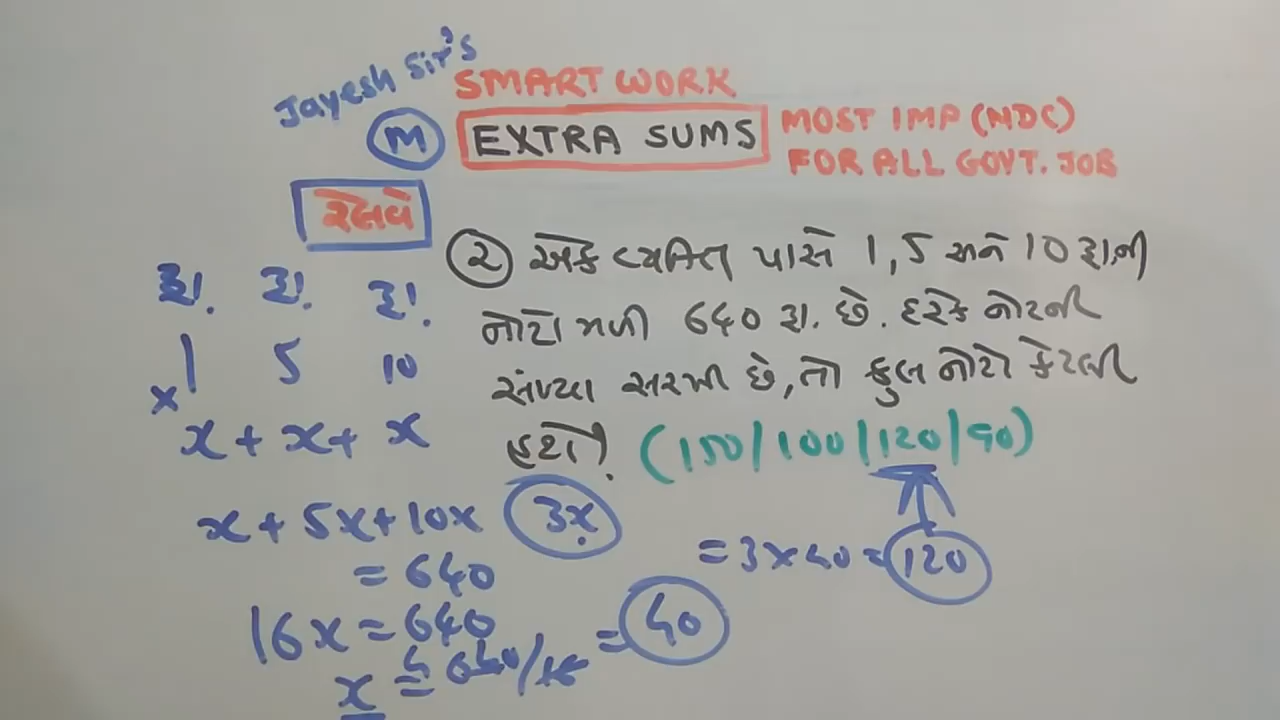 Jayesh Sir's
SMART WORK
M
EXTRA SUMS
MOST IMP (NDC)
FOR ALL GOVT. JOB
રેલવે
૨ એક વ્યક્તિ પાસે 1, 5 અને 10 રૂા.ની
નોટો મળી 640 રૂા. છે. દરેક નોટની
સંખ્યા સરખી છે, તો કુલ નોટો કેટલી
હશે? (150/100/120/90)
રૂા. રૂા. રૂા.
1 5 10
x
x + x + x
x + 5x + 10x 3x
= 640
16x = 640
x = 640/16 = 40
= 3 x 40 = 120